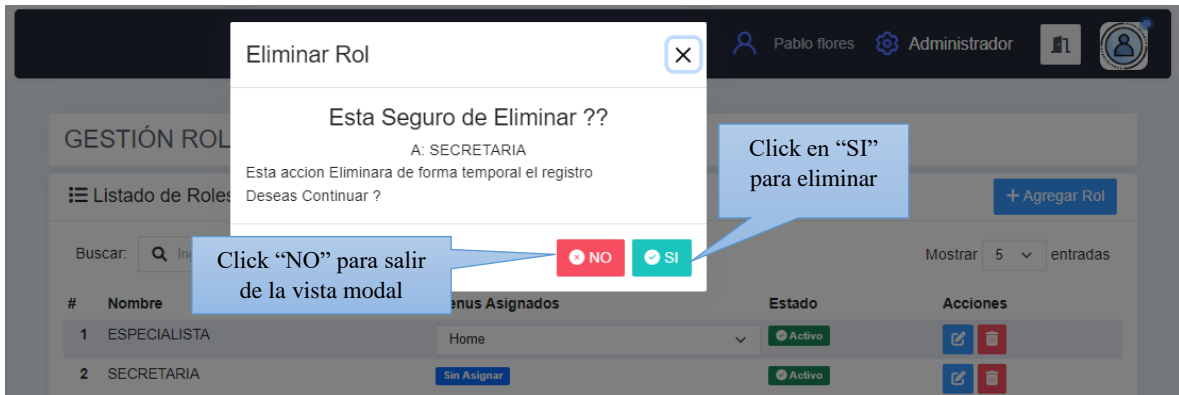 Eliminar Rol
Pablo flores
Administrador
Esta Seguro de Eliminar ??
A: SECRETARIA
Esta accion Eliminara de forma temporal el registro
Deseas Continuar ?
NO
SI
Click en “SI”
para eliminar
Click “NO” para salir
de la vista modal
GESTIÓN ROL
Listado de Roles
+ Agregar Rol
Buscar:
Mostrar 5 entradas
# Nombre enus Asignados Estado Acciones
1 ESPECIALISTA Home Activo
2 SECRETARIA Sin Asignar Activo